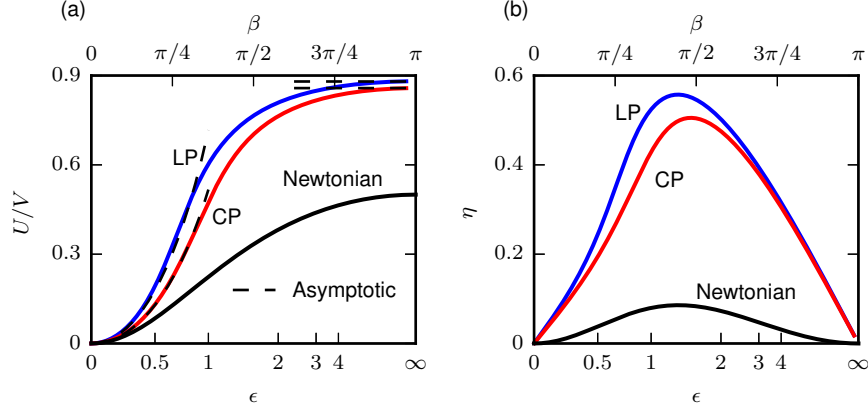 (a)
β
0 π/4 π/2 3π/4 π
0.9
0.6
0.3
0
U/V
LP
CP
Newtonian
Asymptotic
0 0.5 1 2 3 4 ∞
ϵ
(b)
β
0 π/4 π/2 3π/4 π
0.6
0.4
0.2
0
η
LP
CP
Newtonian
0 0.5 1 2 3 4 ∞
ϵ